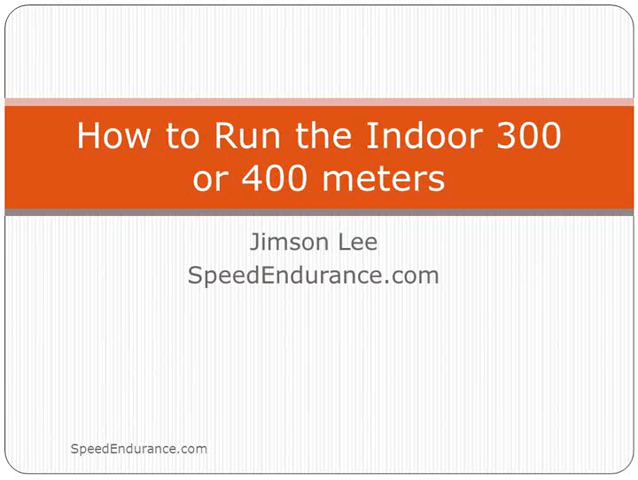 How to Run the Indoor 300
or 400 meters
Jimson Lee
SpeedEndurance.com
SpeedEndurance.com